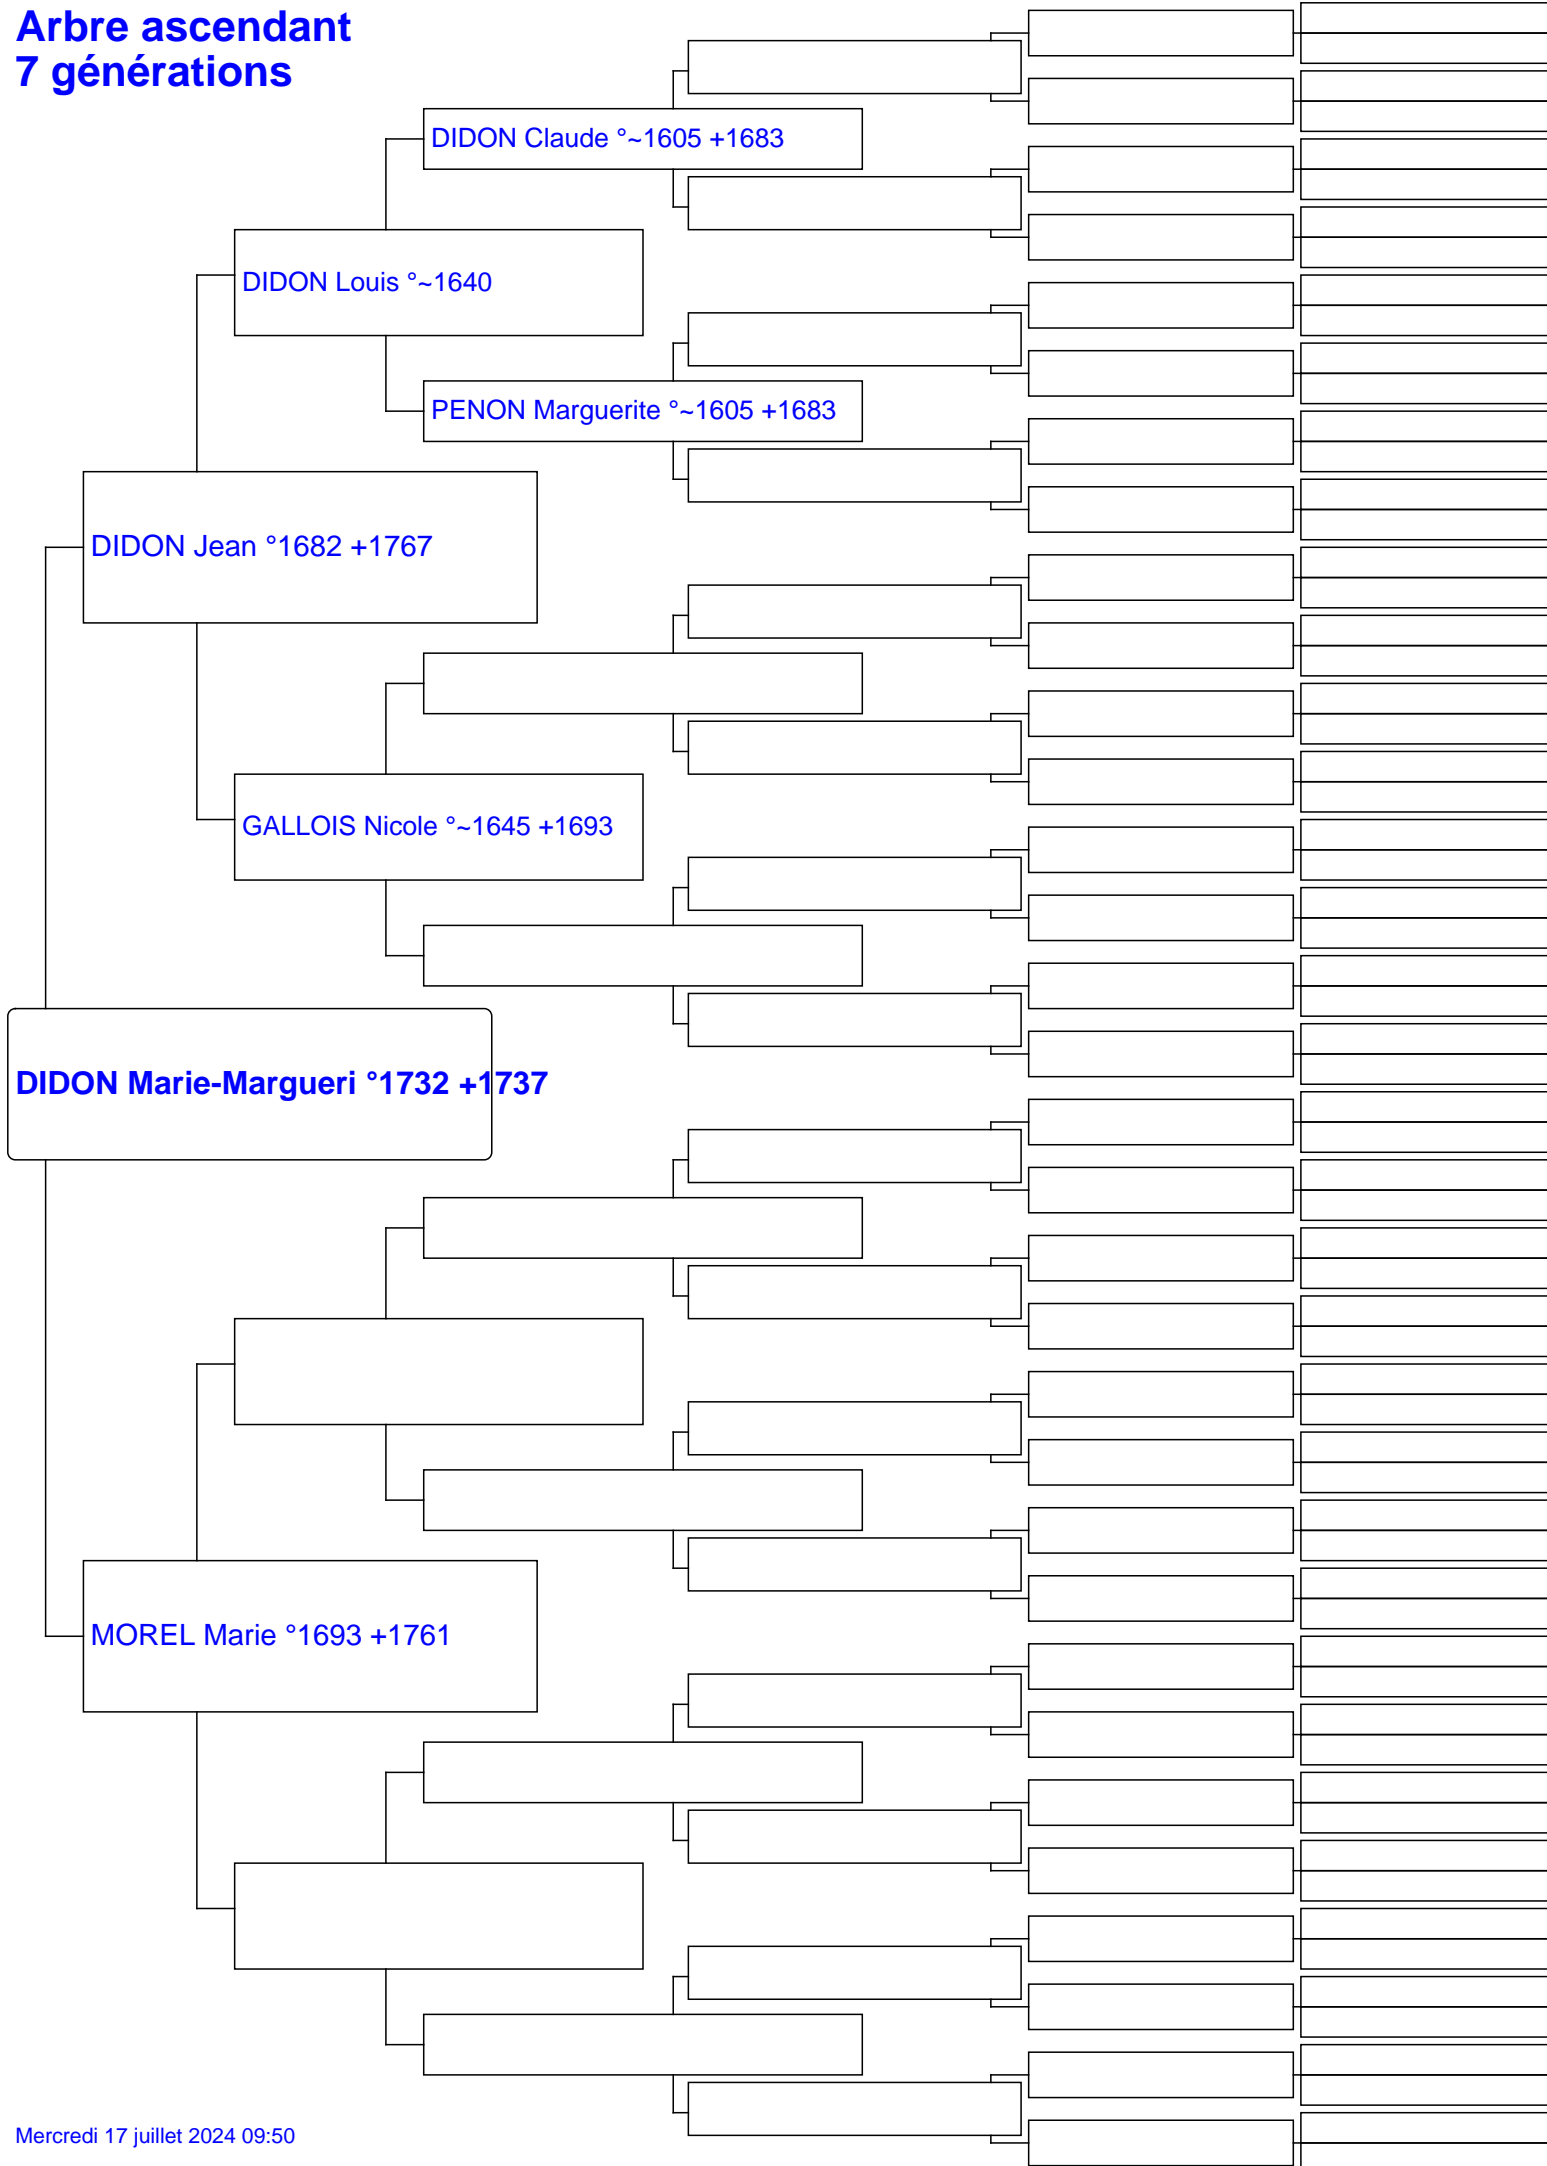 Arbre ascendant
7 générations
DIDON Claude °~1605 +1683
DIDON Louis °~1640
PENON Marguerite °~1605 +1683
DIDON Jean °1682 +1767
GALLOIS Nicole °~1645 +1693
DIDON Marie-Margueri °1732 +1737
MOREL Marie °1693 +1761
Mercredi 17 juillet 2024 09:50